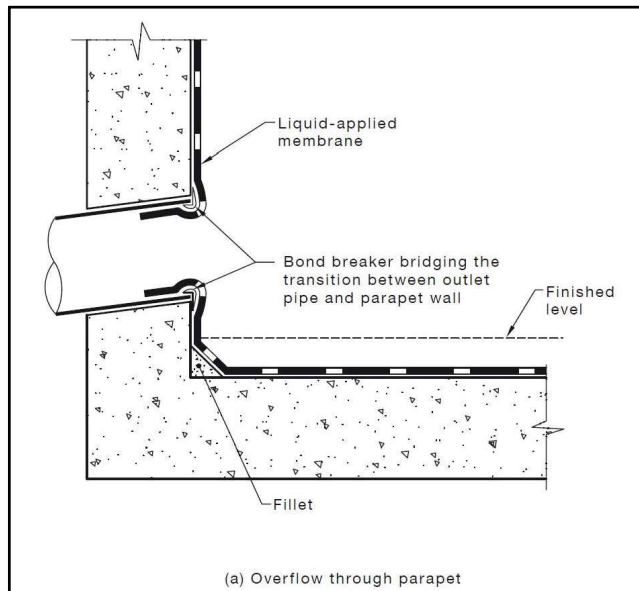 Liquid-applied
membrane
Bond breaker bridging the
transition between outlet
pipe and parapet wall
Finished
level
Fillet
(a) Overflow through parapet